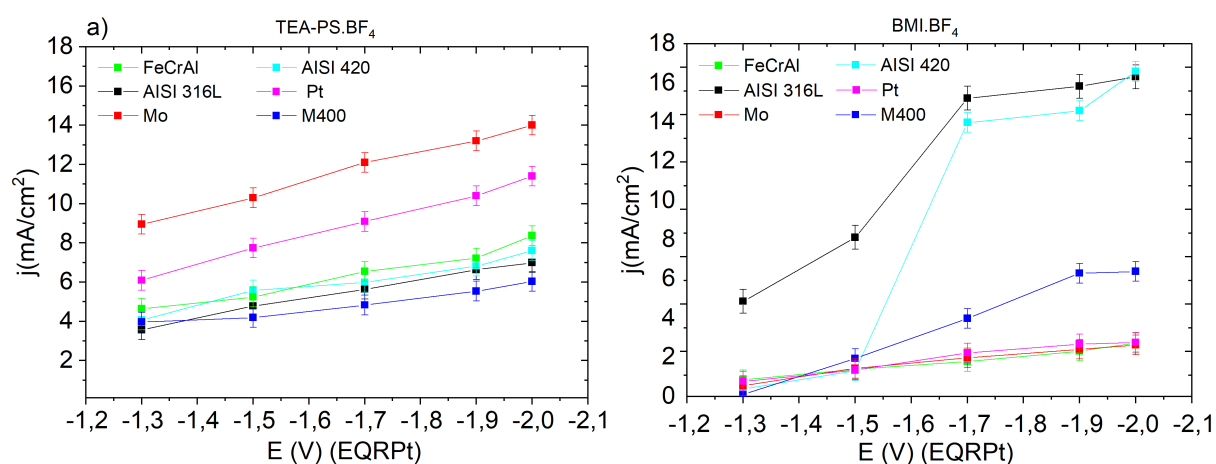 a)
TEA-PS.BF4
FeCrAl
AISI 316L
Mo
AISI 420
Pt
M400
j(mA/cm²)
18
16
14
12
10
8
6
4
2
-1,2 -1,3 -1,4 -1,5 -1,6 -1,7 -1,8 -1,9 -2,0 -2,1
E (V) (EQRPt)
BMI.BF4
FeCrAl
AISI 316L
Mo
AISI 420
Pt
M400
j(mA/cm²)
18
16
14
12
10
8
6
4
2
0
-1,2 -1,3 -1,4 -1,5 -1,6 -1,7 -1,8 -1,9 -2,0 -2,1
E (V) (EQRPt)